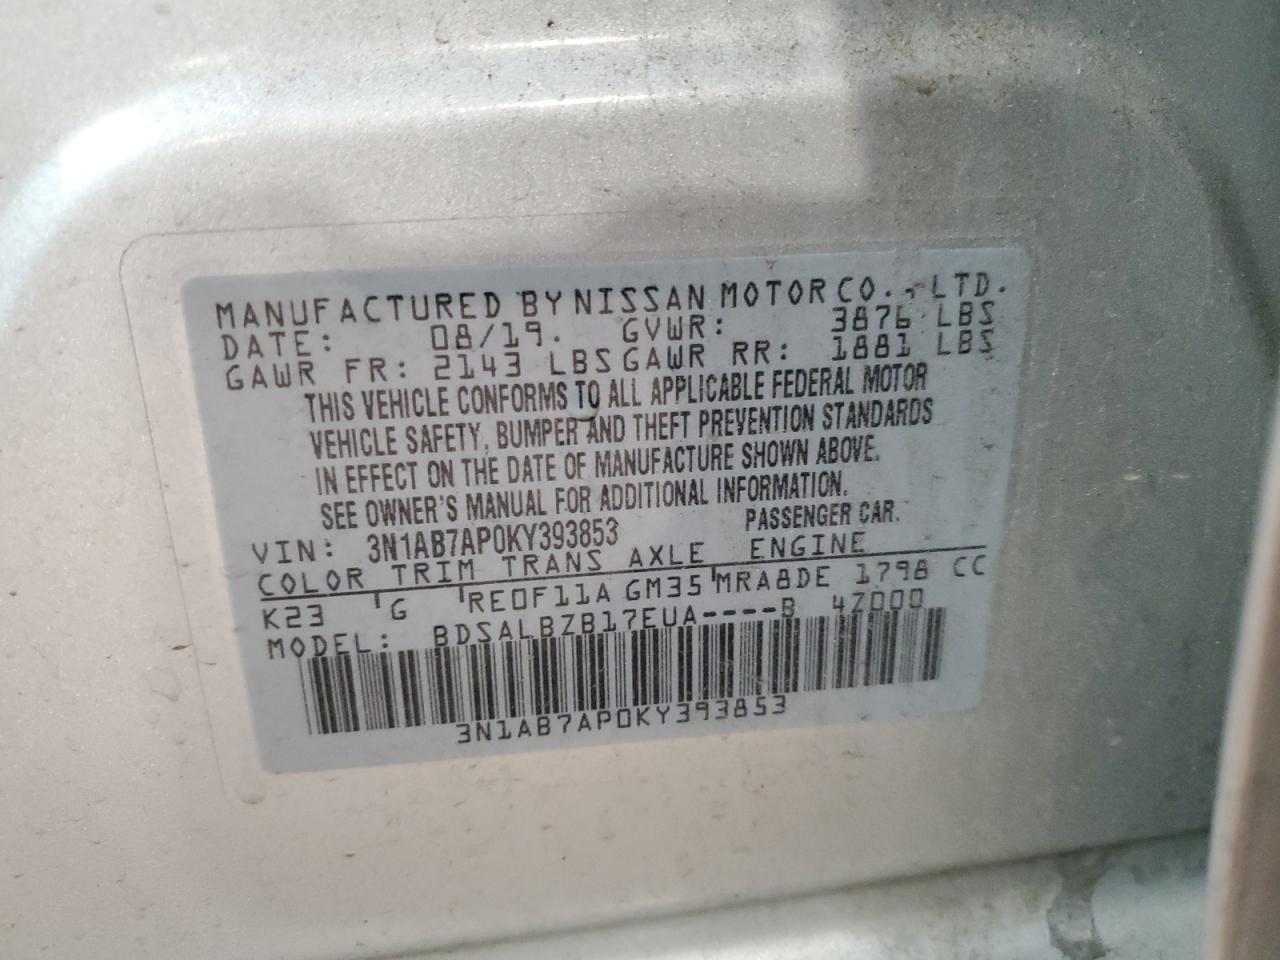 MANUFACTURED BY NISSAN MOTOR CO., LTD.
DATE: 08/19. GVWR: 3876 LBS
GAWR FR: 2143 LBS GAWR RR: 1881 LBS
THIS VEHICLE CONFORMS TO ALL APPLICABLE FEDERAL MOTOR
VEHICLE SAFETY, BUMPER AND THEFT PREVENTION STANDARDS
IN EFFECT ON THE DATE OF MANUFACTURE SHOWN ABOVE.
SEE OWNER'S MANUAL FOR ADDITIONAL INFORMATION.
VIN: 3N1AB7AP0KY393853 PASSENGER CAR.
COLOR TRIM TRANS AXLE ENGINE
K23 G RE0F11A GM35 MRA8DE 1798 CC
MODEL: BDSALBZB17EUA----B 4Z000
3N1AB7AP0KY393853